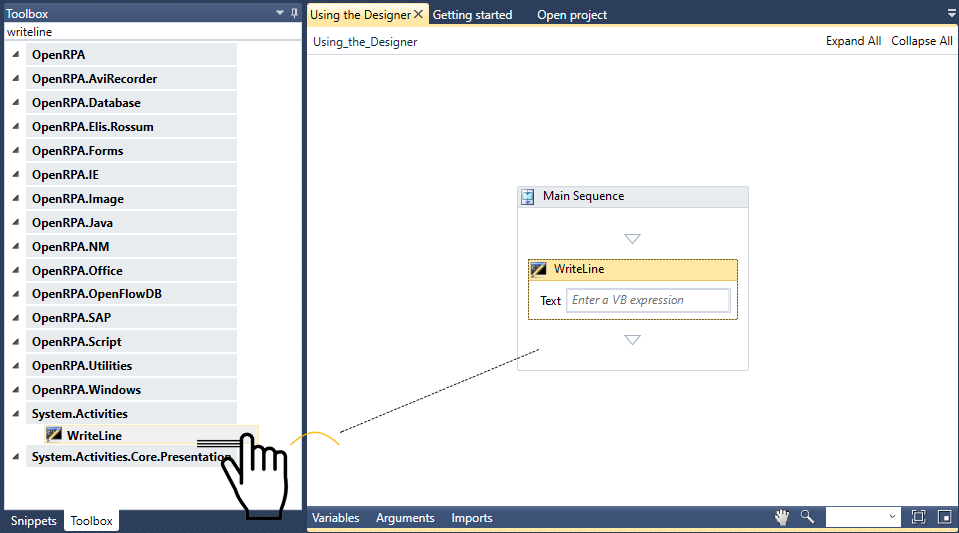 Toolbox
writeline
OpenRPA
OpenRPA.AviRecorder
OpenRPA.Database
OpenRPA.Elis.Rossum
OpenRPA.Forms
OpenRPA.IE
OpenRPA.Image
OpenRPA.Java
OpenRPA.NM
OpenRPA.Office
OpenRPA.OpenFlowDB
OpenRPA.SAP
OpenRPA.Script
OpenRPA.Utilities
OpenRPA.Windows
System.Activities
WriteLine
System.Activities.Core.Presentation
Snippets Toolbox
Using the Designer Getting started Open project
Using_the_Designer Expand All Collapse All
Main Sequence
WriteLine
Text Enter a VB expression
Variables Arguments Imports